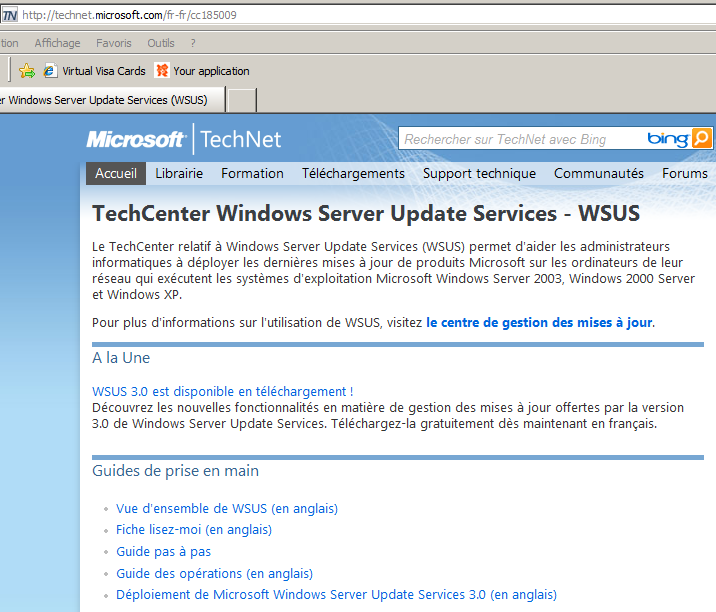 TN http://technet.microsoft.com/fr-fr/cc185009
tion Affichage Favoris Outils ?
Virtual Visa Cards Your application
er Windows Server Update Services (WSUS)
Microsoft TechNet Rechercher sur TechNet avec Bing bing
Accueil Librairie Formation Téléchargements Support technique Communautés Forums
TechCenter Windows Server Update Services - WSUS
Le TechCenter relatif à Windows Server Update Services (WSUS) permet d'aider les administrateurs
informatiques à déployer les dernières mises à jour de produits Microsoft sur les ordinateurs de leur
réseau qui exécutent les systèmes d'exploitation Microsoft Windows Server 2003, Windows 2000 Server
et Windows XP.
Pour plus d'informations sur l'utilisation de WSUS, visitez le centre de gestion des mises à jour.
A la Une
WSUS 3.0 est disponible en téléchargement !
Découvrez les nouvelles fonctionnalités en matière de gestion des mises à jour offertes par la version
3.0 de Windows Server Update Services. Téléchargez-la gratuitement dès maintenant en français.
Guides de prise en main
Vue d'ensemble de WSUS (en anglais)
Fiche lisez-moi (en anglais)
Guide pas à pas
Guide des opérations (en anglais)
Déploiement de Microsoft Windows Server Update Services 3.0 (en anglais)